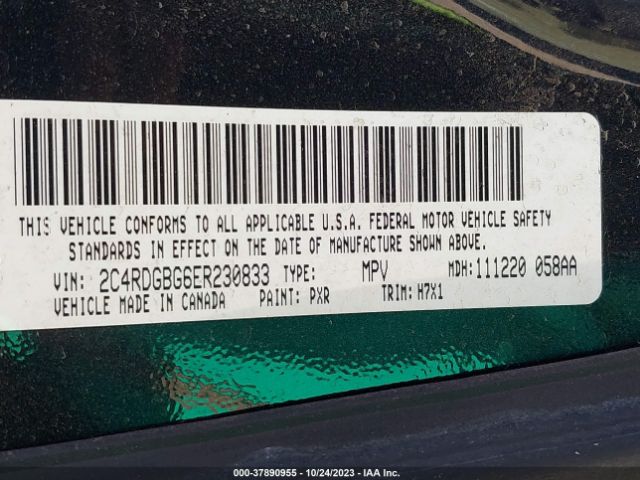 THIS VEHICLE CONFORMS TO ALL APPLICABLE U.S.A. FEDERAL MOTOR VEHICLE SAFETY
STANDARDS IN EFFECT ON THE DATE OF MANUFACTURE SHOWN ABOVE.
VIN: 2C4RDGBG6ER230833 TYPE: MPV MDH:111220 058AA
VEHICLE MADE IN CANADA PAINT: PXR TRIM: H7X1
000-37890955 - 10/24/2023 - IAA Inc.